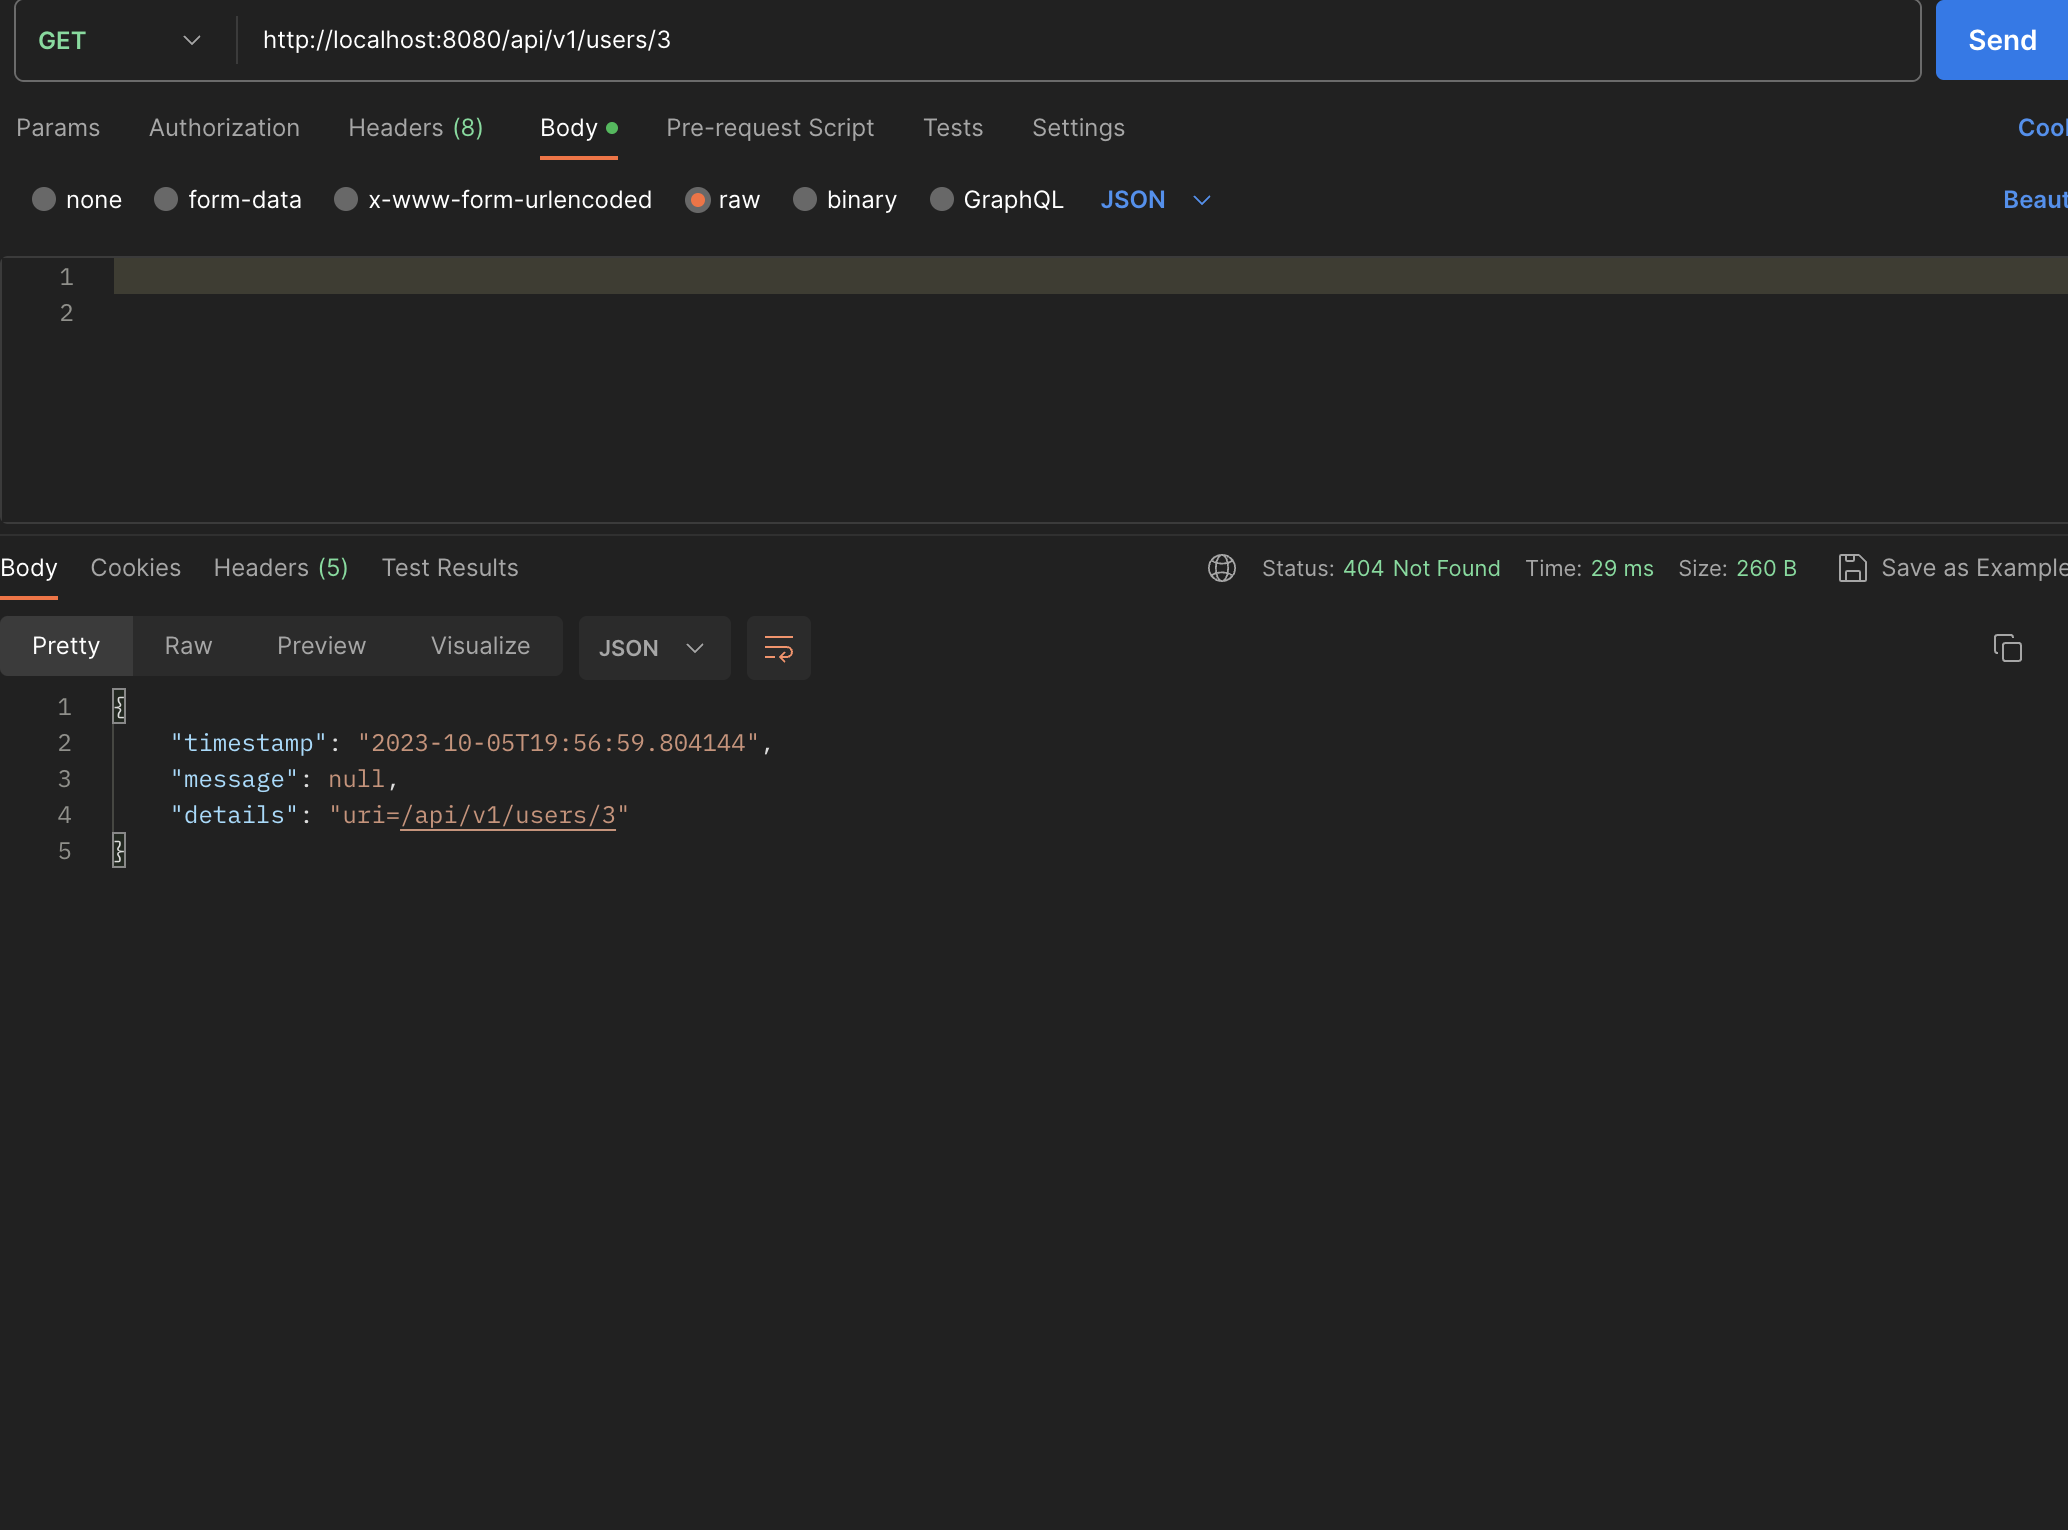 GET http://localhost:8080/api/v1/users/3 Send
Params Authorization Headers (8) Body Pre-request Script Tests Settings
none form-data x-www-form-urlencoded raw binary GraphQL JSON
1
2
Body Cookies Headers (5) Test Results Status: 404 Not Found Time: 29 ms Size: 260 B Save as Example
Pretty Raw Preview Visualize JSON
1 {
2 "timestamp": "2023-10-05T19:56:59.804144",
3 "message": null,
4 "details": "uri=/api/v1/users/3"
5 }